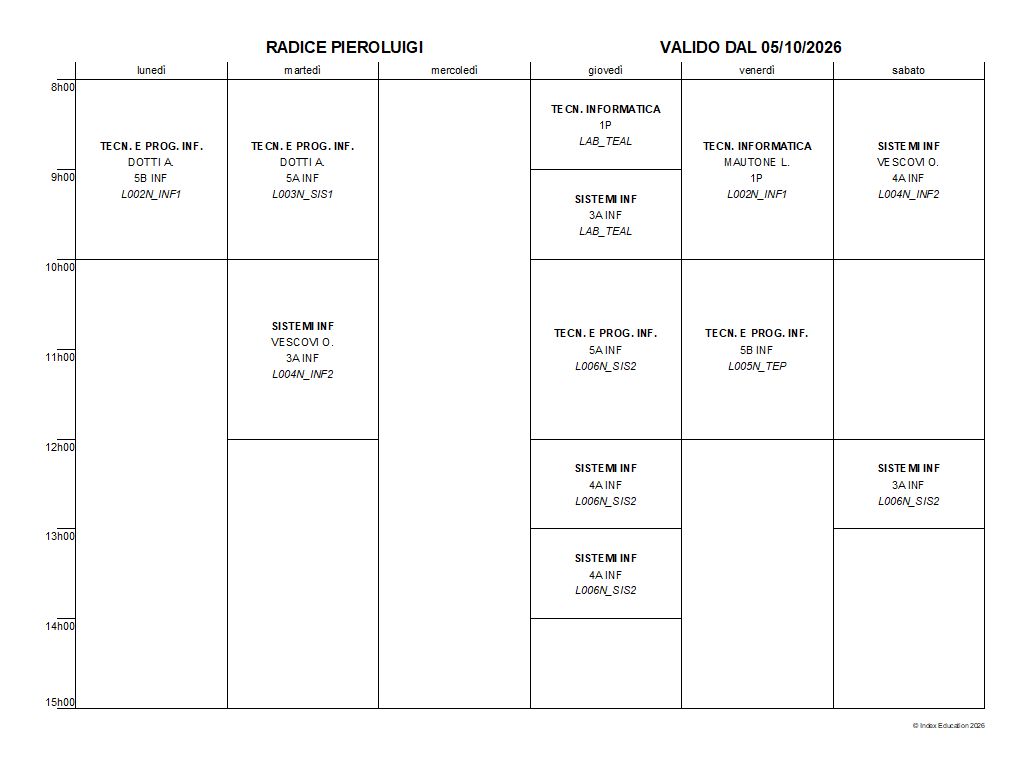 RADICE PIEROLUIGI
VALIDO DAL 05/10/2026
lunedì
martedì
mercoledì
giovedì
venerdì
sabato
8h00
9h00
10h00
11h00
12h00
13h00
14h00
15h00
TECN. E PROG. INF.
DOTTI A.
5B INF
L002N_INF1
TECN. E PROG. INF.
DOTTI A.
5A INF
L003N_SIS1
SISTEMI INF
VESCOVI O.
3A INF
L004N_INF2
TECN. INFORMATICA
1P
LAB_TEAL
SISTEMI INF
3A INF
LAB_TEAL
TECN. E PROG. INF.
5A INF
L006N_SIS2
SISTEMI INF
4A INF
L006N_SIS2
SISTEMI INF
4A INF
L006N_SIS2
TECN. INFORMATICA
MAUTONE L.
1P
L002N_INF1
TECN. E PROG. INF.
5B INF
L005N_TEP
SISTEMI INF
VESCOVI O.
4A INF
L004N_INF2
SISTEMI INF
3A INF
L006N_SIS2
© Index Education 2026